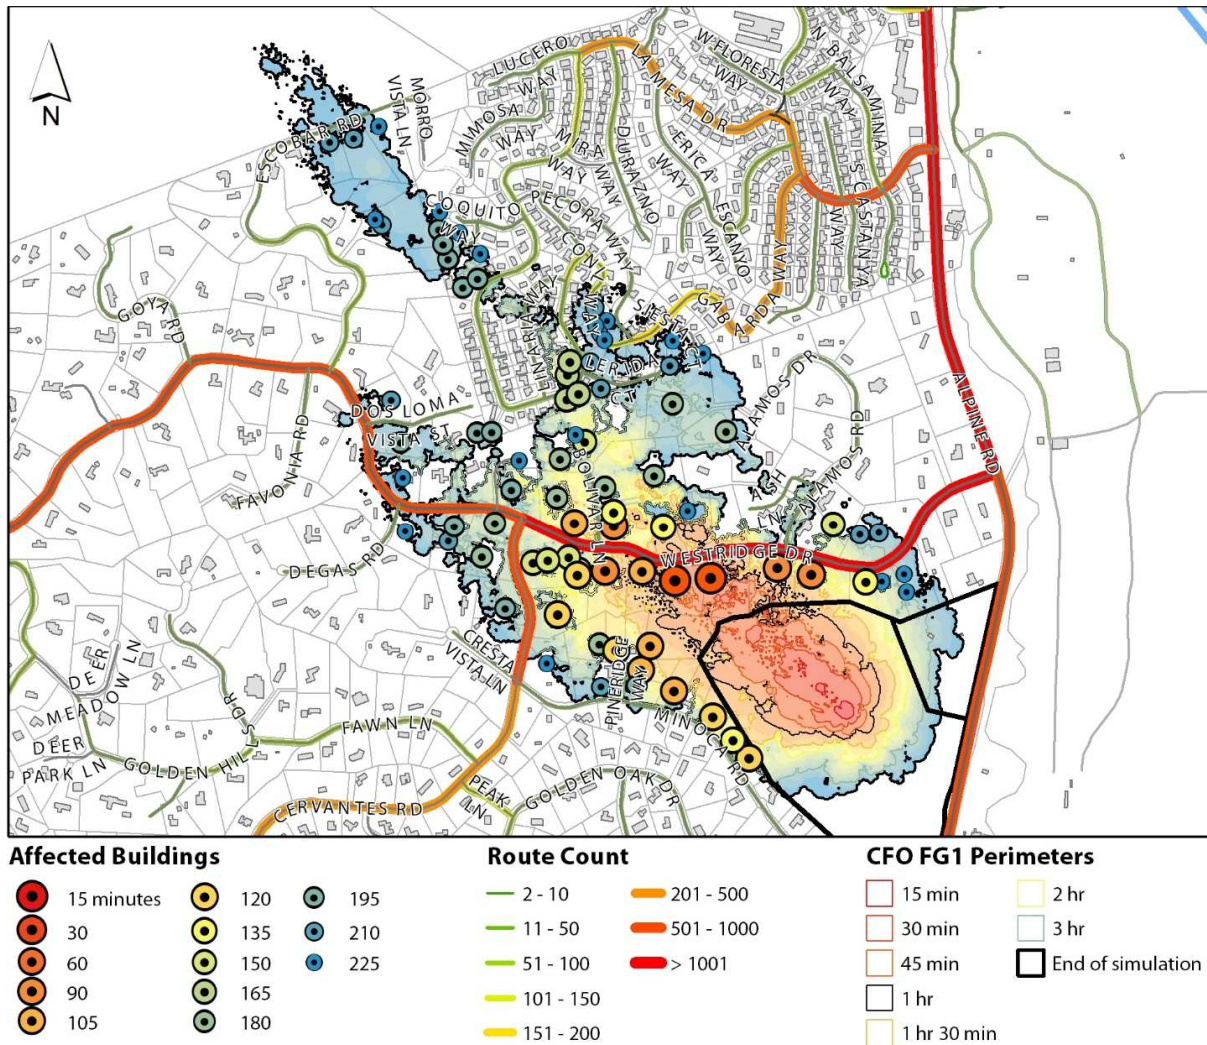 N
LUCERO
LA MESA DR
W FLORESTA
WAY
N BALSAMINA
WAY
MORRO
VISTA LN
ESCOBAR RD
MIMOSA
WAY
WAY
MIRA
WAY
WAY
DURAZNO
WAY
ERICA
WAY
ESCANYO
WAY
S CASTANYA
WAY
COQUITO
WAY
PECORA WAY
CONIL
WAY
LINARIA
WAY
SIESTA CT
GABARDA WAY
LERIDA
CT
GOYA RD
DOS LOMA
VISTA ST
FAVONIA RD
DEGAS RD
BOLIVAR LN
ALAMOS DR
ALAMOS RD
ASH
LN
ALPINE RD
WESTRIDGE DR
CRESTA
VISTA LN
PINERIDGE
WAY
MINOCA RD
DEER
MEADOW LN
DEER
PARK LN
GOLDEN HILLS DR
FAWN LN
PEAK
LN
GOLDEN OAK DR
CERVANTES RD
Affected Buildings
15 minutes
30
60
90
105
120
135
150
165
180
195
210
225
Route Count
2 - 10
11 - 50
51 - 100
101 - 150
151 - 200
201 - 500
501 - 1000
> 1001
CFO FG1 Perimeters
15 min
30 min
45 min
1 hr
1 hr 30 min
2 hr
3 hr
End of simulation